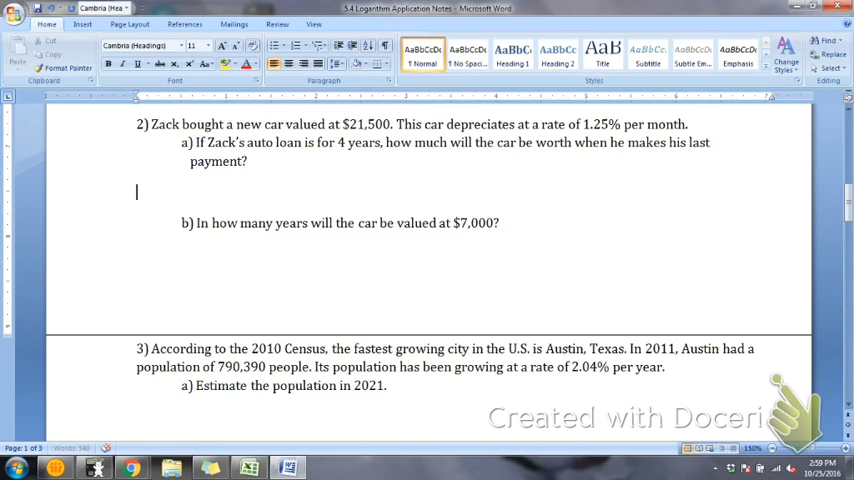 5.4 Logarithm Application Notes - Microsoft Word
Cambria (Hea
Home Insert Page Layout References Mailings Review View
Cut
Copy
Paste
Format Painter
Clipboard
Cambria (Headings) 11
Font
Paragraph
AaBbCcDc AaBbCcDc AaBbC AaBbCc AaB AaBbCc. AaBbCcDc AaBbCcDc
¶ Normal ¶ No Spaci... Heading 1 Heading 2 Title Subtitle Subtle Em... Emphasis
Change Styles
Styles
Find
Replace
Select
Editing
2) Zack bought a new car valued at $21,500. This car depreciates at a rate of 1.25% per month.
a) If Zack's auto loan is for 4 years, how much will the car be worth when he makes his last
payment?
b) In how many years will the car be valued at $7,000?
3) According to the 2010 Census, the fastest growing city in the U.S. is Austin, Texas. In 2011, Austin had a
population of 790,390 people. Its population has been growing at a rate of 2.04% per year.
a) Estimate the population in 2021.
Created with Doceri
Page: 1 of 3 Words: 540 150%
2:59 PM
10/25/2016